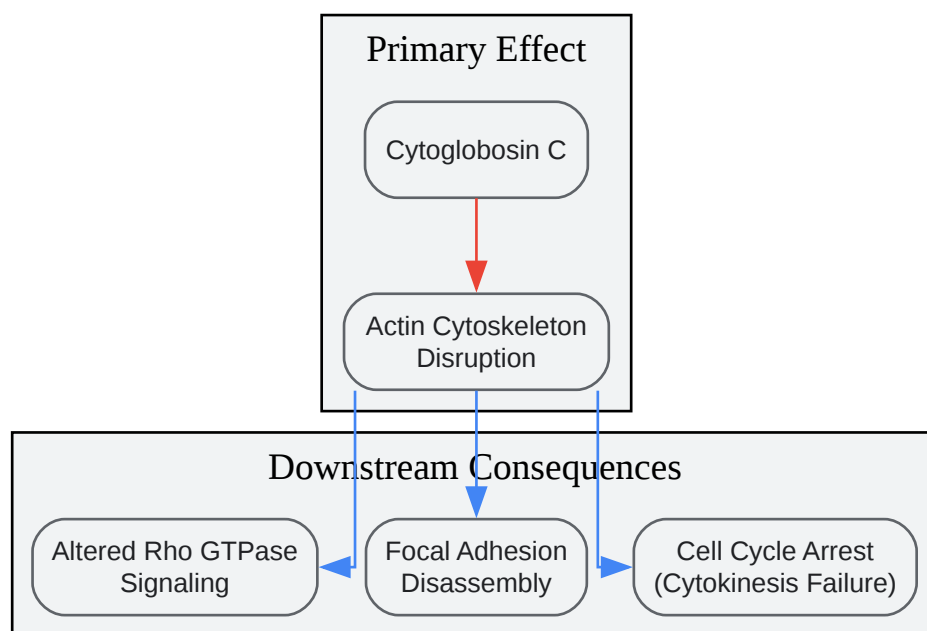 Primary Effect
Cytoglobosin C
Actin Cytoskeleton
Disruption
Downstream Consequences
Altered Rho GTPase
Signaling
Focal Adhesion
Disassembly
Cell Cycle Arrest
(Cytokinesis Failure)